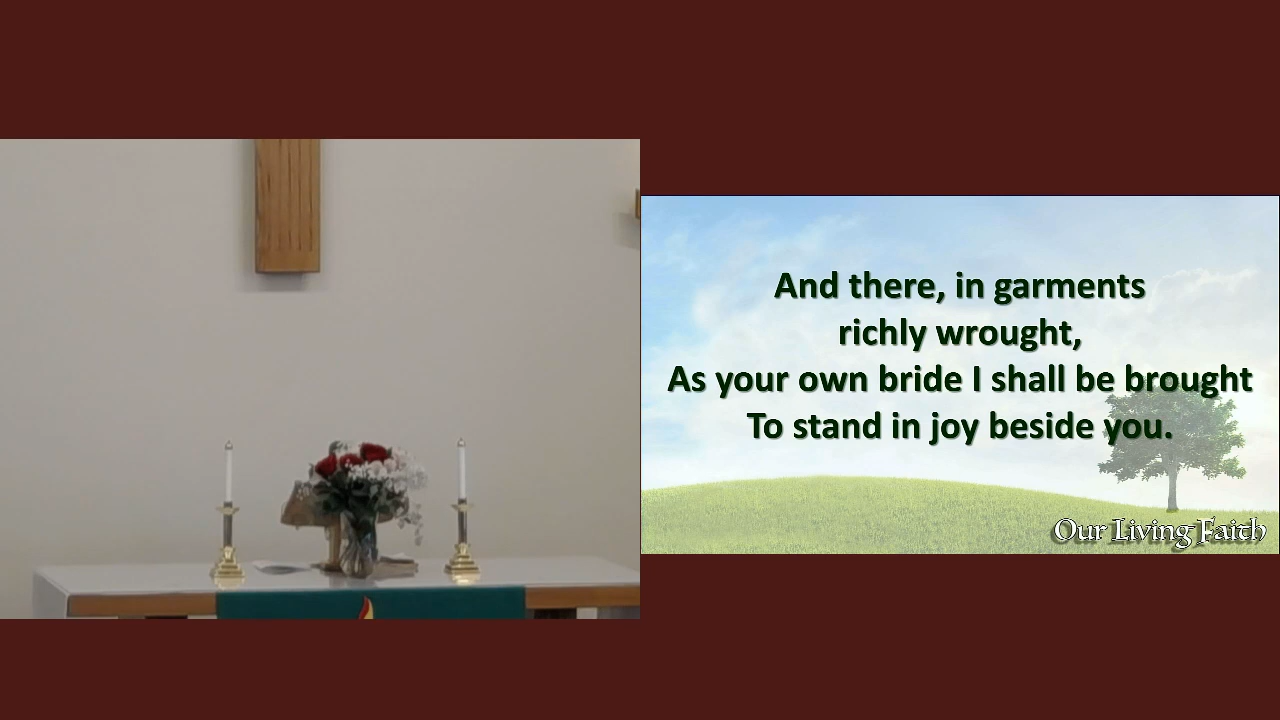 And there, in garments
richly wrought,
As your own bride I shall be brought
To stand in joy beside you.
Our Living Faith